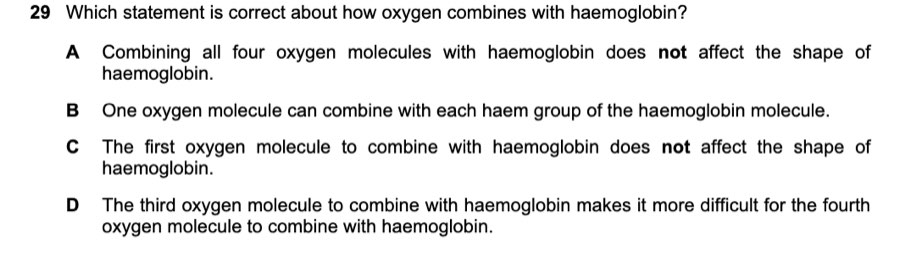 29 Which statement is correct about how oxygen combines with haemoglobin?
A Combining all four oxygen molecules with haemoglobin does not affect the shape of
haemoglobin.
B One oxygen molecule can combine with each haem group of the haemoglobin molecule.
C The first oxygen molecule to combine with haemoglobin does not affect the shape of
haemoglobin.
D The third oxygen molecule to combine with haemoglobin makes it more difficult for the fourth
oxygen molecule to combine with haemoglobin.